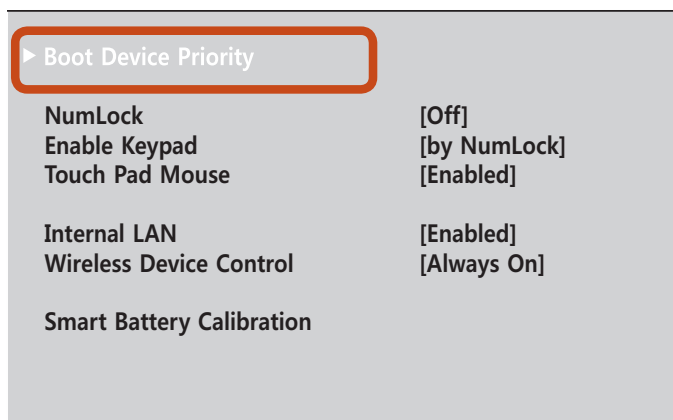 ▶ Boot Device Priority
NumLock [Off]
Enable Keypad [by NumLock]
Touch Pad Mouse [Enabled]
Internal LAN [Enabled]
Wireless Device Control [Always On]
Smart Battery Calibration